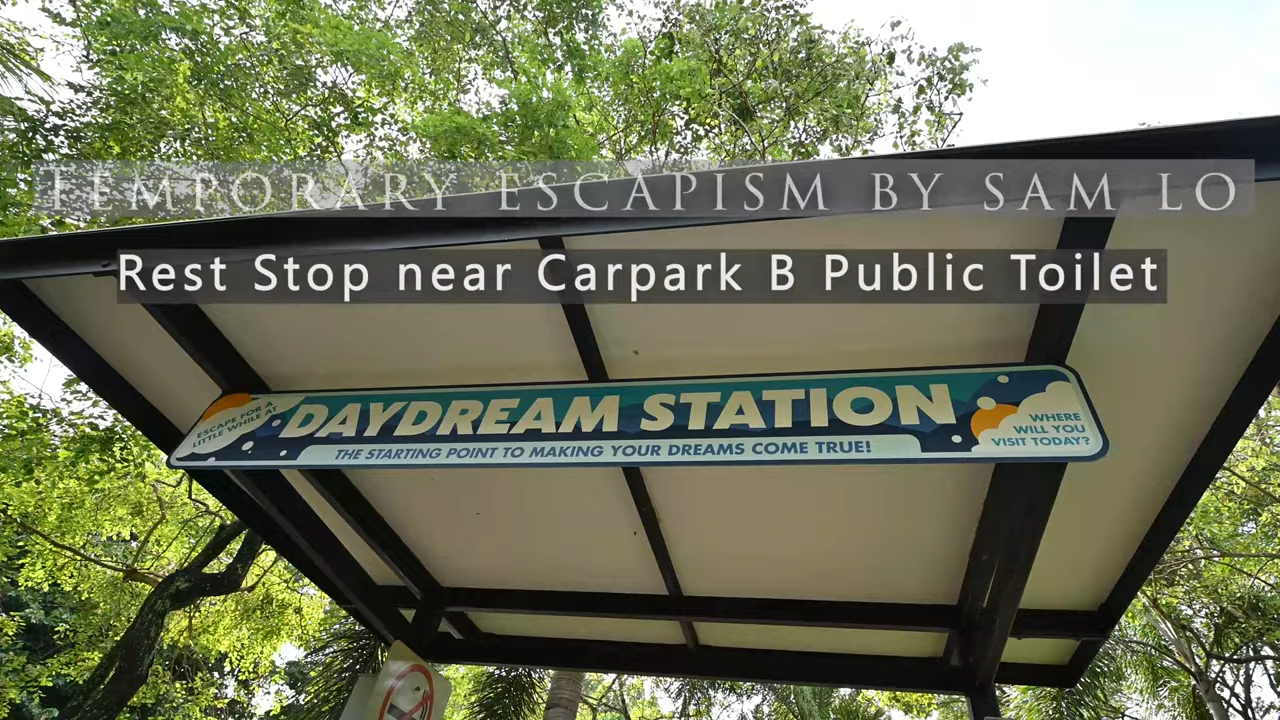 TEMPORARY ESCAPISM BY SAM LO
Rest Stop near Carpark B Public Toilet
ESCAPE FOR A
LITTLE WHILE AT
DAYDREAM STATION
THE STARTING POINT TO MAKING YOUR DREAMS COME TRUE!
WHERE
WILL YOU
VISIT TODAY?